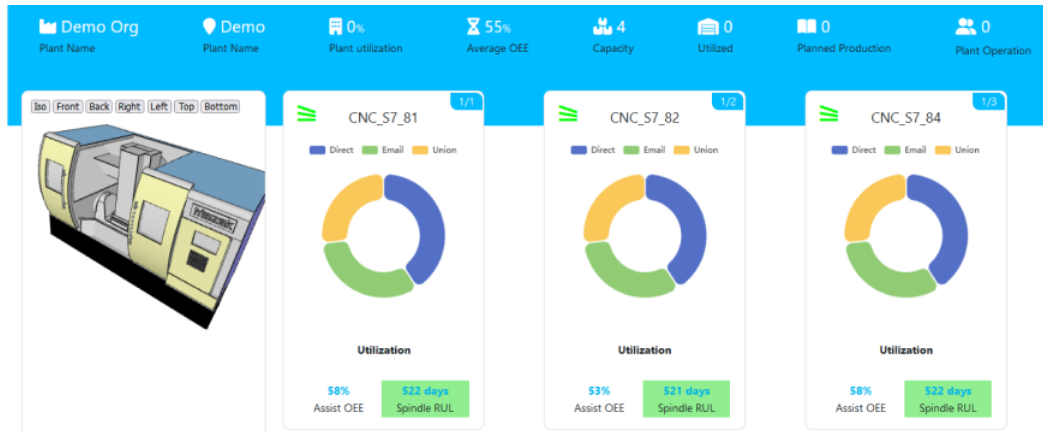 Demo Org
Plant Name
Demo
Plant Name
0%
Plant utilization
55%
Average OEE
4
Capacity
0
Utilized
0
Planned Production
0
Plant Operation
Iso Front Back Right Left Top Bottom
Mazak
1/1
CNC_S7_81
Direct Email Union
Utilization
58%
Assist OEE
522 days
Spindle RUL
1/2
CNC_S7_82
Direct Email Union
Utilization
53%
Assist OEE
521 days
Spindle RUL
1/3
CNC_S7_84
Direct Email Union
Utilization
58%
Assist OEE
522 days
Spindle RUL